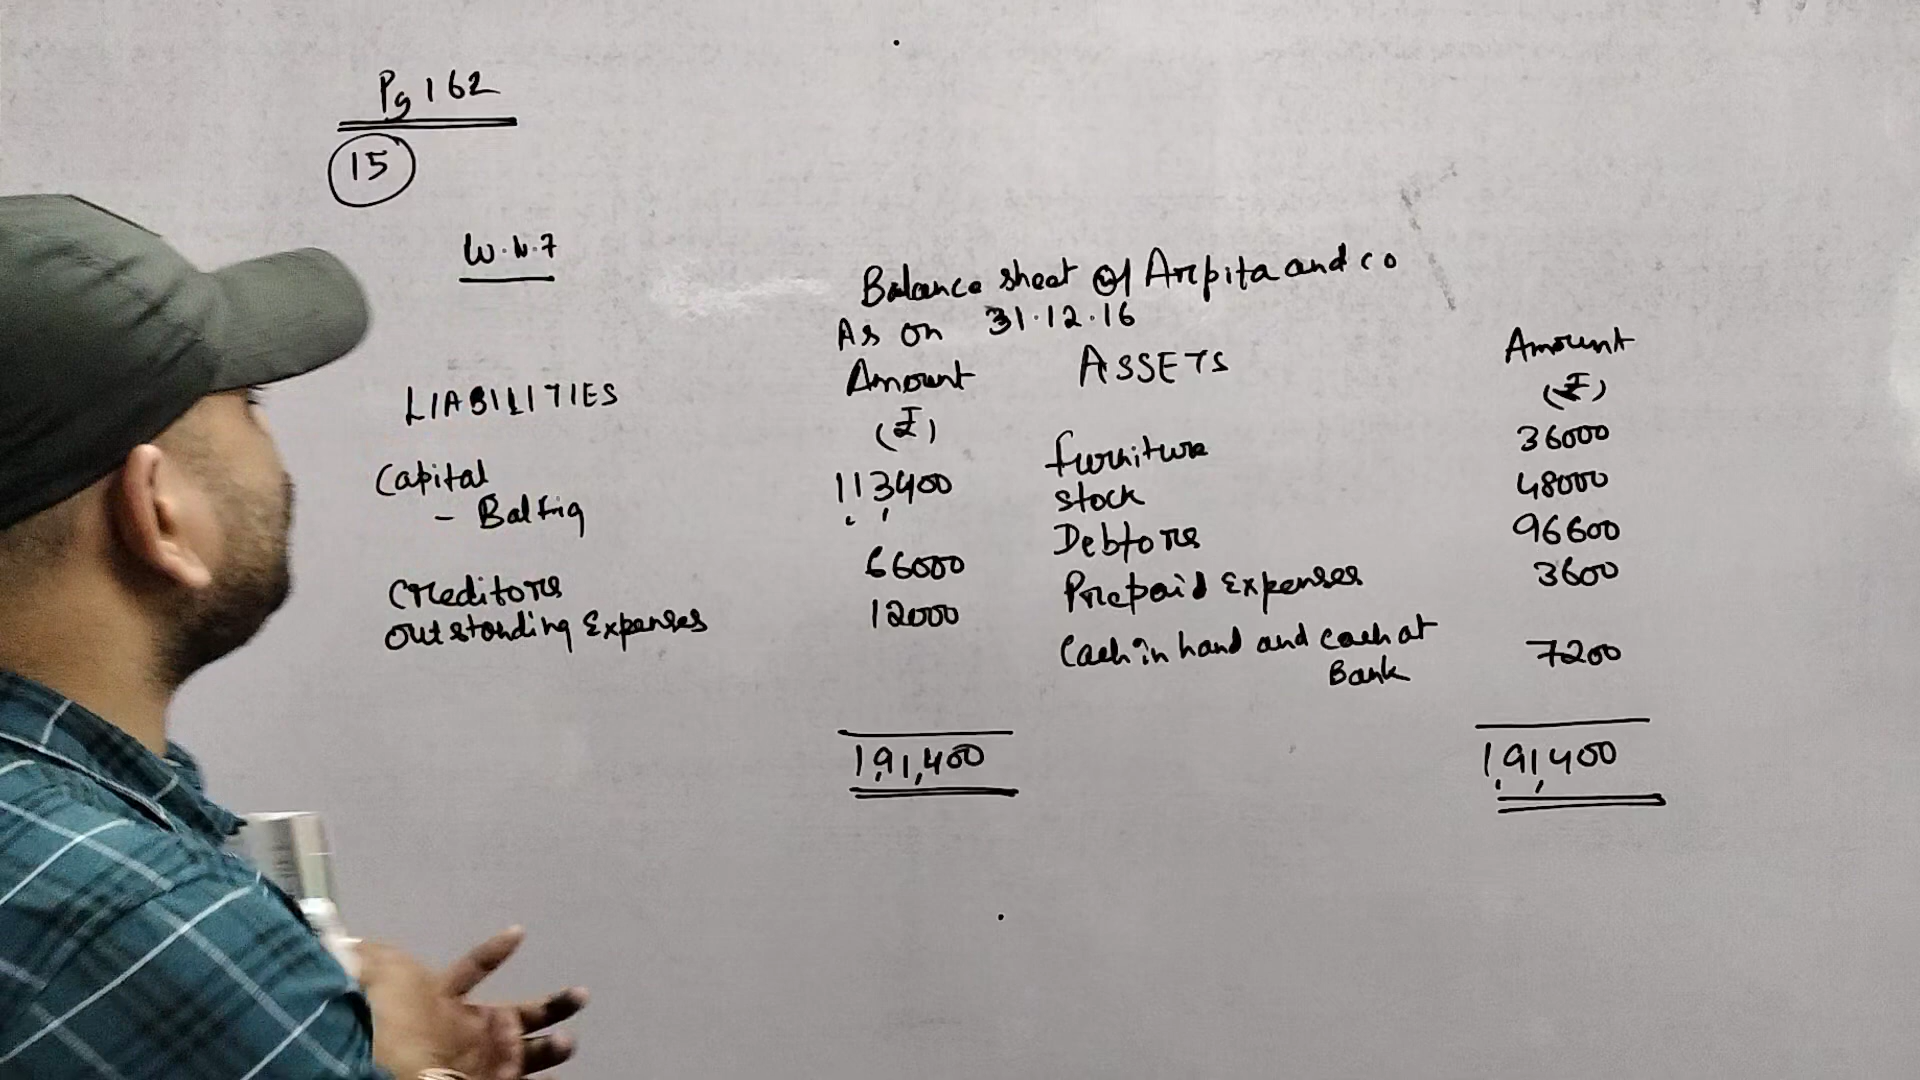 Pg 162
15
W.N.7
Balance sheet of Arpita and co
As on 31.12.16
LIABILITIES Amount (₹) ASSETS Amount (₹)
Capital
- Bal fig 113400
Creditors 66000
Outstanding Expenses 12000
1,91,400
furniture 36000
Stock 48000
Debtors 96600
Prepaid Expenses 3600
Cash in hand and cash at
Bank 7200
1,91,400